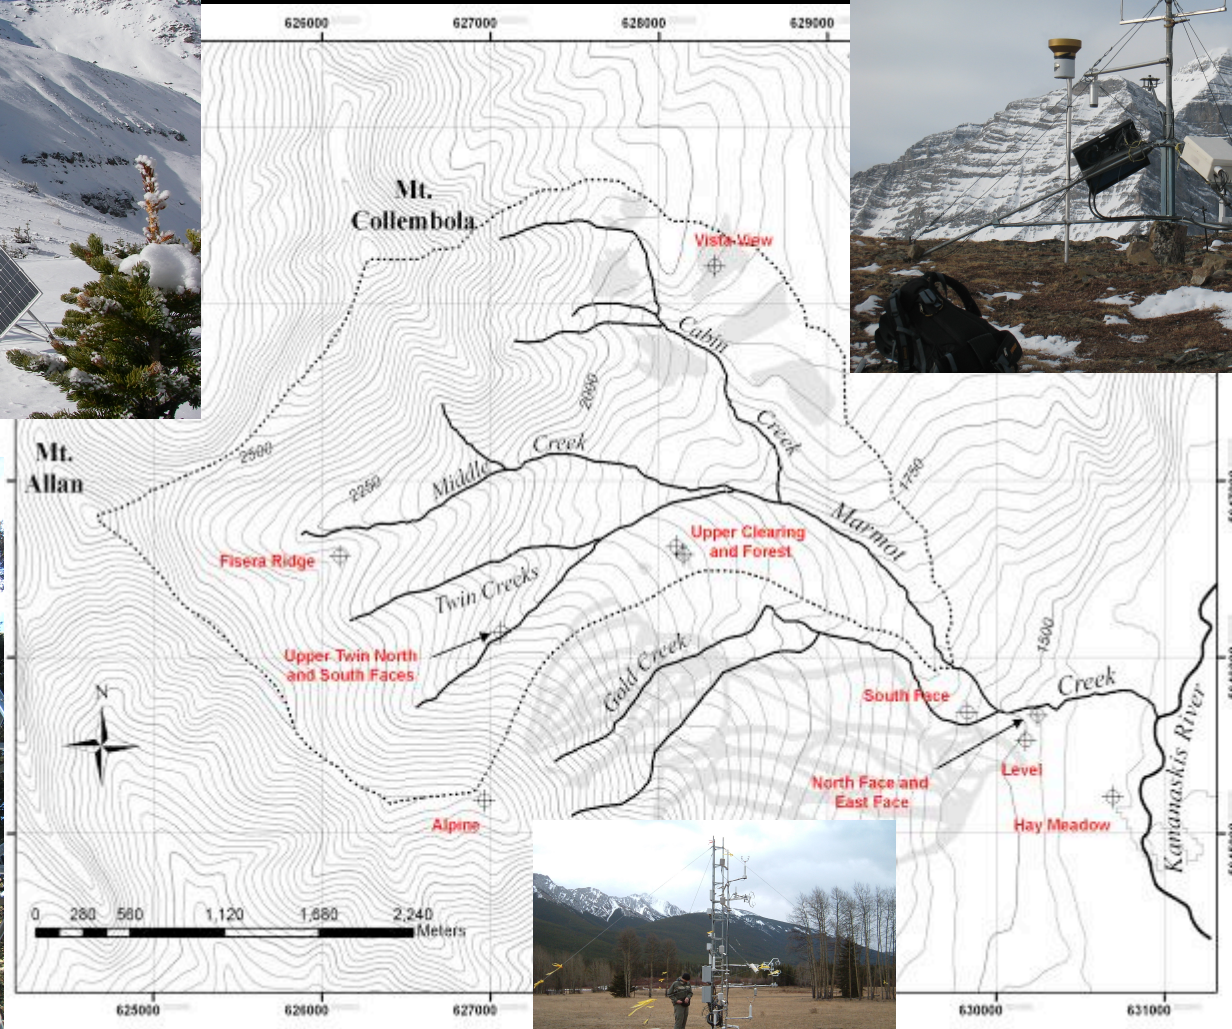 626000 627000 628000 629000
Mt.
Collembola
Vista View
Cabin
Creek
2000
Mt.
Allan
2500
2250
Middle
Creek
1750
Marmot
Upper Clearing
and Forest
Fisera Ridge
Twin Creeks
Upper Twin North
and South Faces
Gold Creek
1500
South Face
Creek
Kananaskis River
N
Level
North Face and
East Face
Hay Meadow
Alpine
0 280 560 1,120 1,680 2,240
Meters
625000 626000 627000 630000 631000